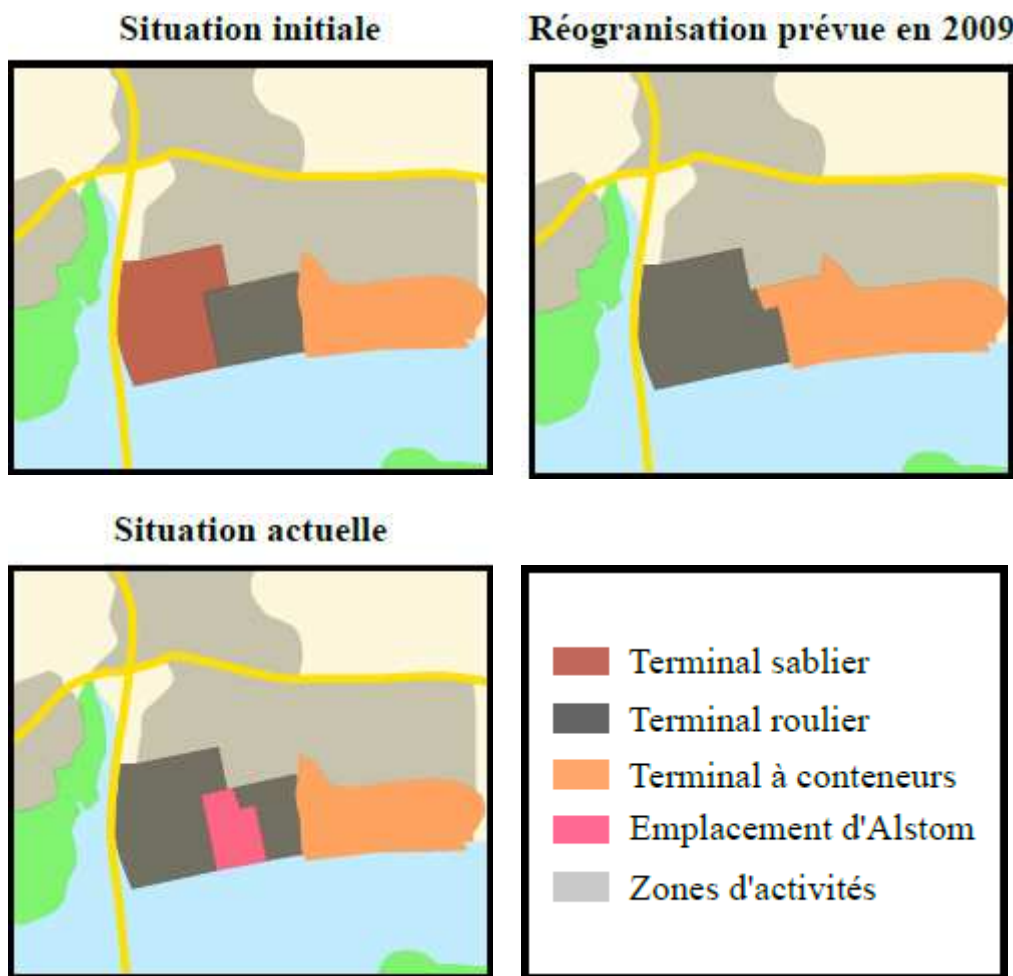 Situation initiale
Réogranisation prévue en 2009
Situation actuelle
Terminal sablier
Terminal roulier
Terminal à conteneurs
Emplacement d'Alstom
Zones d'activités